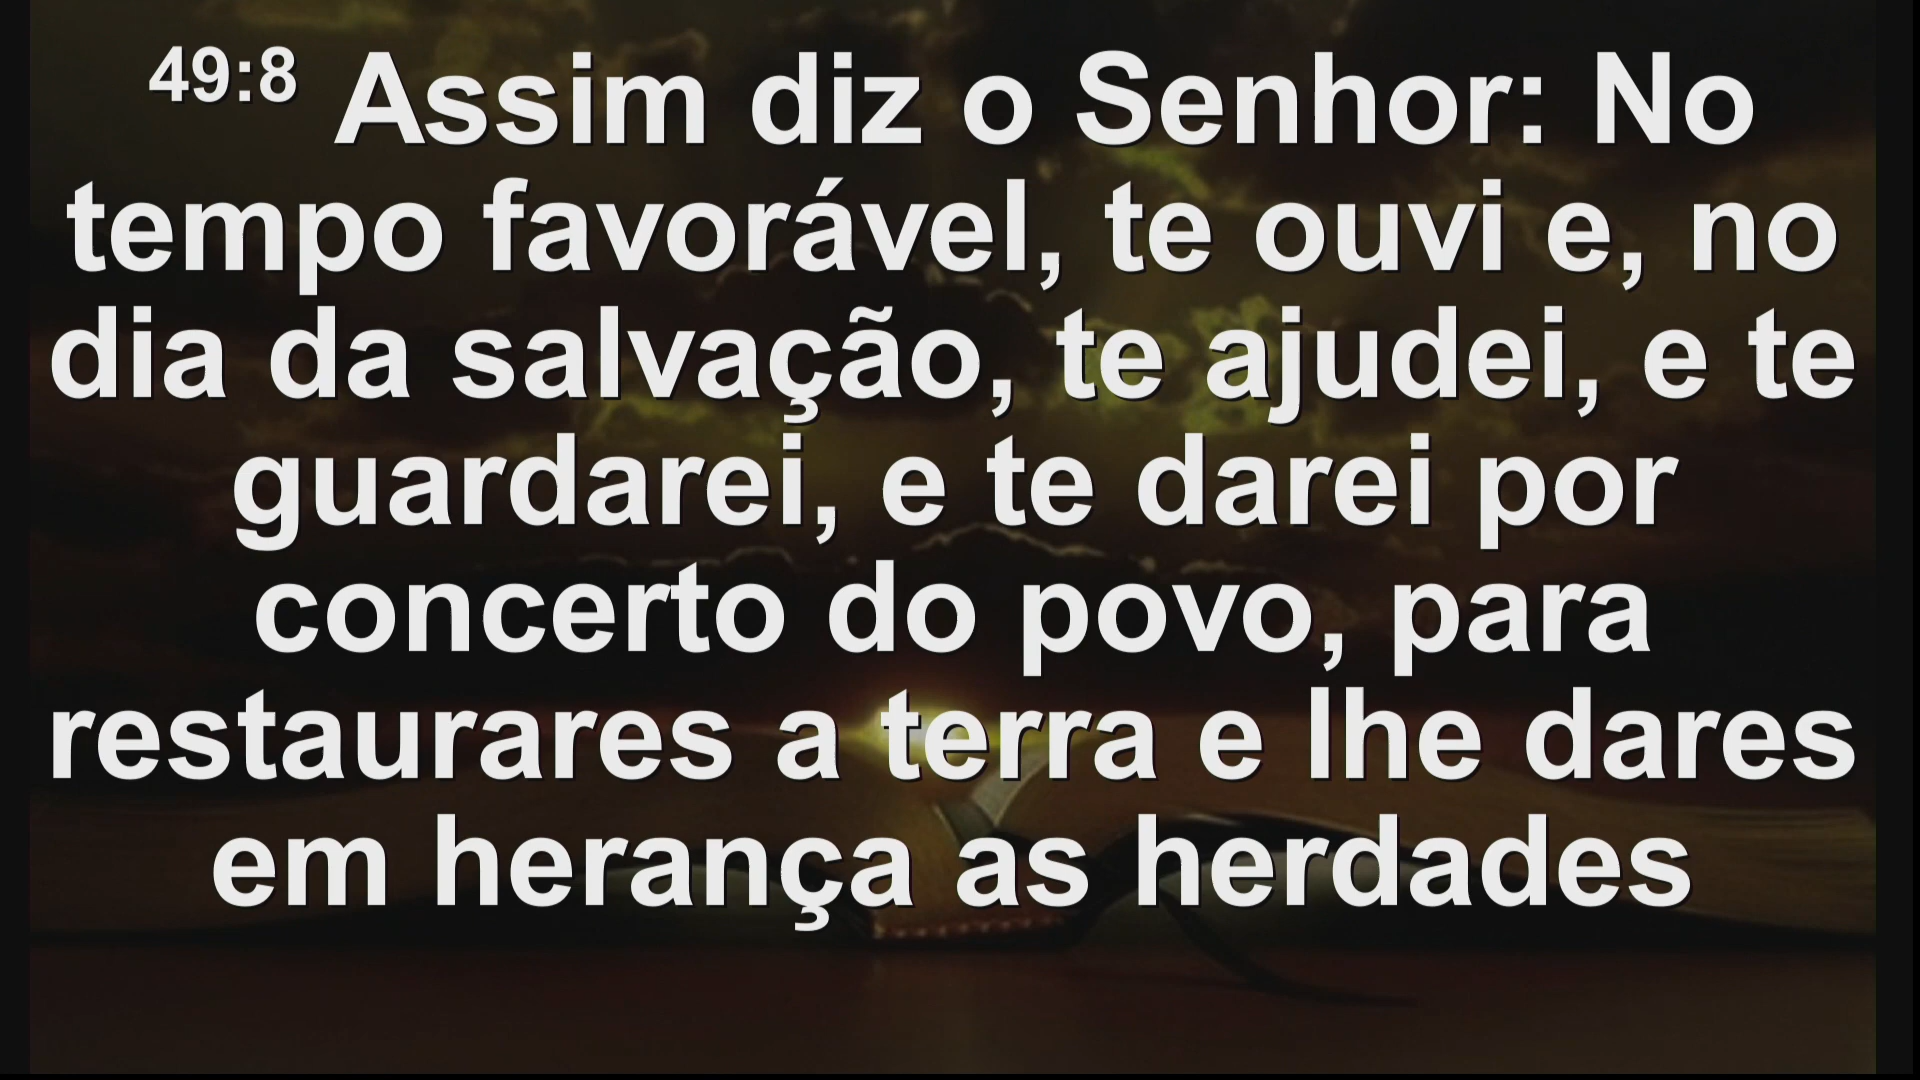 49:8 Assim diz o Senhor: No
tempo favorável, te ouvi e, no
dia da salvação, te ajudei, e te
guardarei, e te darei por
concerto do povo, para
restaurares a terra e lhe dares
em herança as herdades